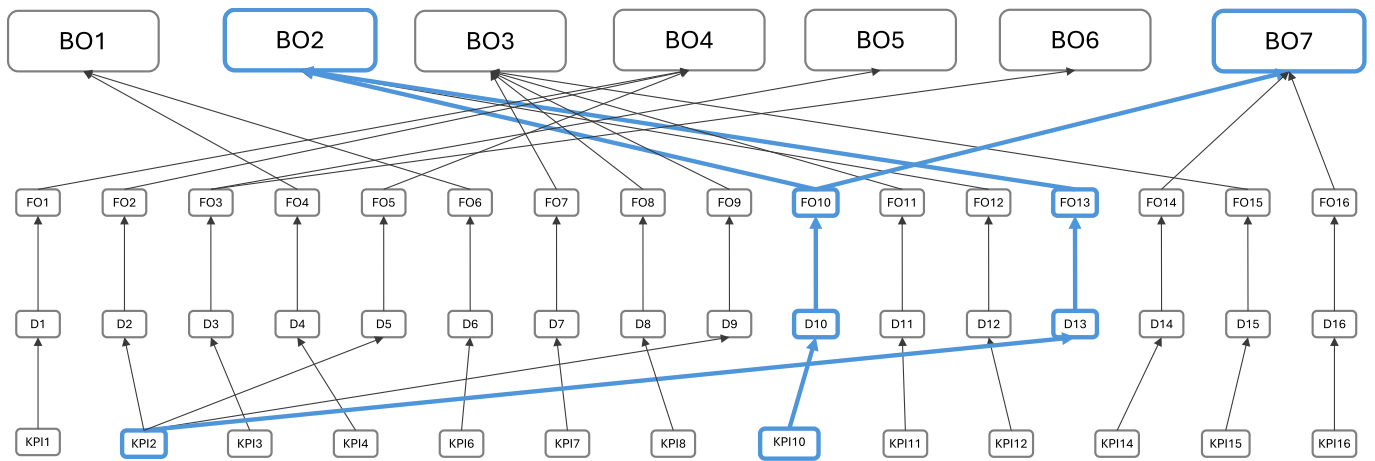 BO1 BO2 BO3 BO4 BO5 BO6 BO7
FO1 FO2 FO3 FO4 FO5 FO6 FO7 FO8 FO9 FO10 FO11 FO12 FO13 FO14 FO15 FO16
D1 D2 D3 D4 D5 D6 D7 D8 D9 D10 D11 D12 D13 D14 D15 D16
KPI1 KPI2 KPI3 KPI4 KPI6 KPI7 KPI8 KPI10 KPI11 KPI12 KPI14 KPI15 KPI16